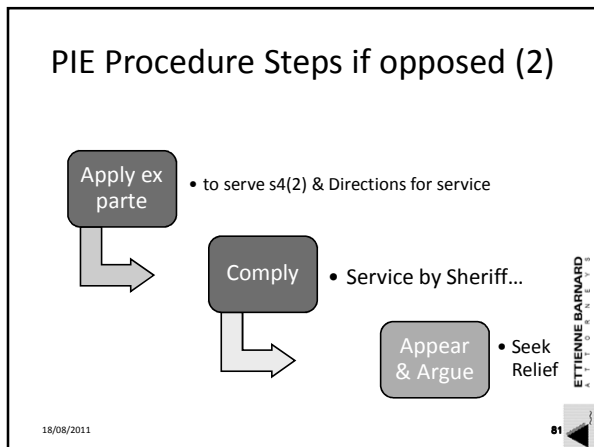 PIE Procedure Steps if opposed (2)
Apply ex
parte
• to serve s4(2) & Directions for service
Comply
• Service by Sheriff…
Appear
& Argue
• Seek
Relief
ETTIENNE BARNARD
ATTORNEYS
18/08/2011
81